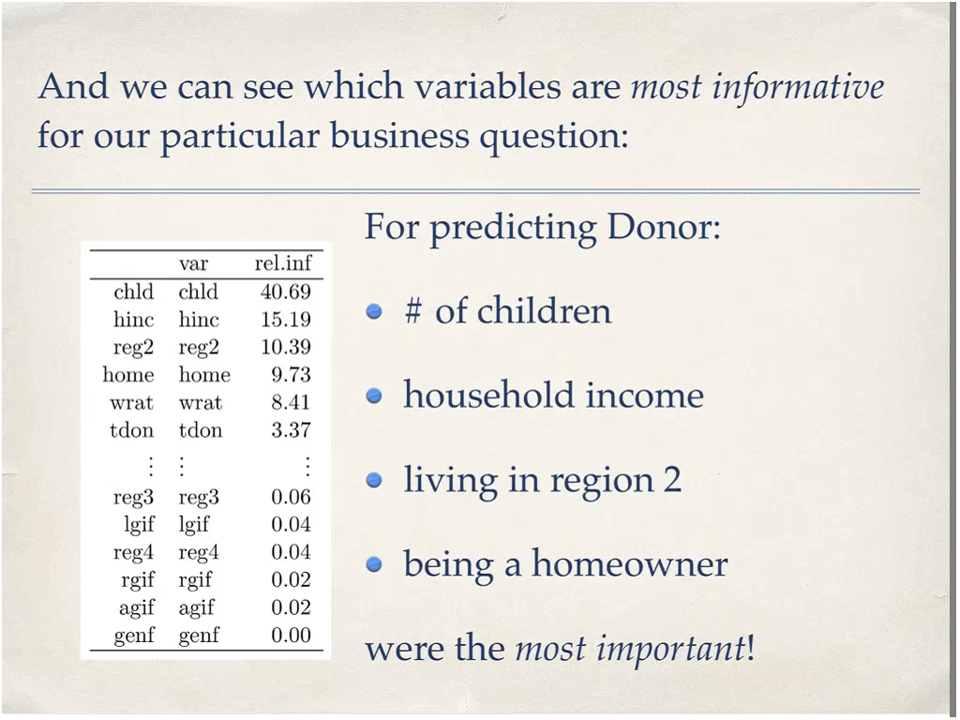 And we can see which variables are most informative
for our particular business question:
var rel.inf
chld chld 40.69
hinc hinc 15.19
reg2 reg2 10.39
home home 9.73
wrat wrat 8.41
tdon tdon 3.37
⋮ ⋮ ⋮
reg3 reg3 0.06
lgif lgif 0.04
reg4 reg4 0.04
rgif rgif 0.02
agif agif 0.02
genf genf 0.00
For predicting Donor:
# of children
household income
living in region 2
being a homeowner
were the most important!